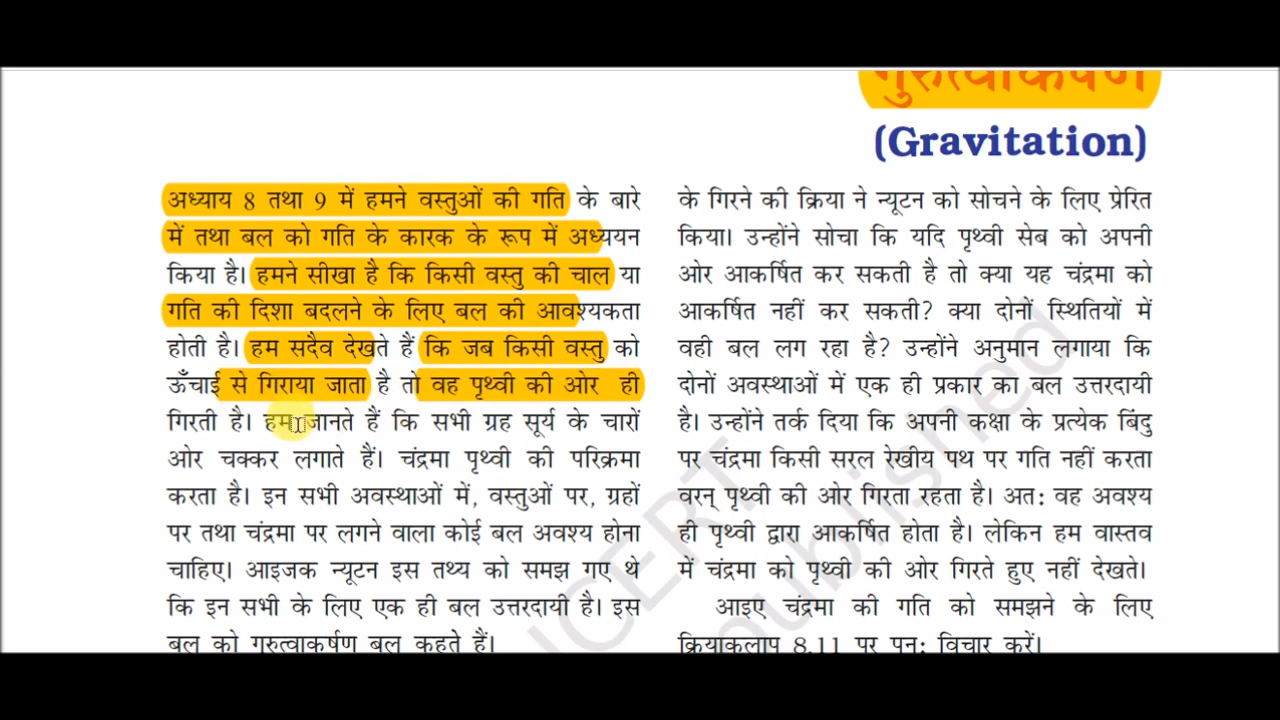 गुरुत्वाकर्षण
(Gravitation)
अध्याय 8 तथा 9 में हमने वस्तुओं की गति के बारे
में तथा बल को गति के कारक के रूप में अध्ययन
किया है। हमने सीखा है कि किसी वस्तु की चाल या
गति की दिशा बदलने के लिए बल की आवश्यकता
होती है। हम सदैव देखते हैं कि जब किसी वस्तु को
ऊँचाई से गिराया जाता है तो वह पृथ्वी की ओर ही
गिरती है। हम जानते हैं कि सभी ग्रह सूर्य के चारों
ओर चक्कर लगाते हैं। चंद्रमा पृथ्वी की परिक्रमा
करता है। इन सभी अवस्थाओं में, वस्तुओं पर, ग्रहों
पर तथा चंद्रमा पर लगने वाला कोई बल अवश्य होना
चाहिए। आइजक न्यूटन इस तथ्य को समझ गए थे
कि इन सभी के लिए एक ही बल उत्तरदायी है। इस
बल को गुरुत्वाकर्षण बल कहते हैं।
के गिरने की क्रिया ने न्यूटन को सोचने के लिए प्रेरित
किया। उन्होंने सोचा कि यदि पृथ्वी सेब को अपनी
ओर आकर्षित कर सकती है तो क्या यह चंद्रमा को
आकर्षित नहीं कर सकती? क्या दोनों स्थितियों में
वही बल लग रहा है? उन्होंने अनुमान लगाया कि
दोनों अवस्थाओं में एक ही प्रकार का बल उत्तरदायी
है। उन्होंने तर्क दिया कि अपनी कक्षा के प्रत्येक बिंदु
पर चंद्रमा किसी सरल रेखीय पथ पर गति नहीं करता
वरन् पृथ्वी की ओर गिरता रहता है। अत: वह अवश्य
ही पृथ्वी द्वारा आकर्षित होता है। लेकिन हम वास्तव
में चंद्रमा को पृथ्वी की ओर गिरते हुए नहीं देखते।
आइए चंद्रमा की गति को समझने के लिए
क्रियाकलाप 8.11 पर पुन: विचार करें।
NCERT
published